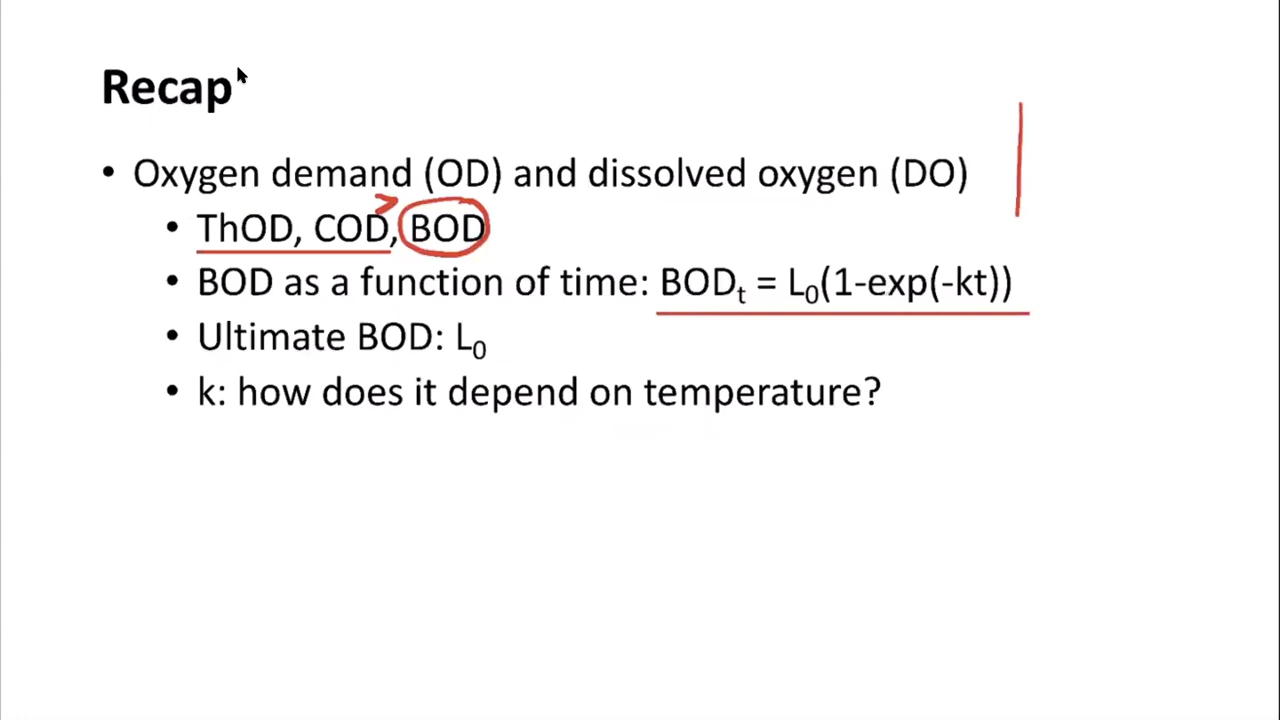 Recap
• Oxygen demand (OD) and dissolved oxygen (DO)
• ThOD, COD, BOD
• BOD as a function of time: BODₜ = L₀(1-exp(-kt))
• Ultimate BOD: L₀
• k: how does it depend on temperature?